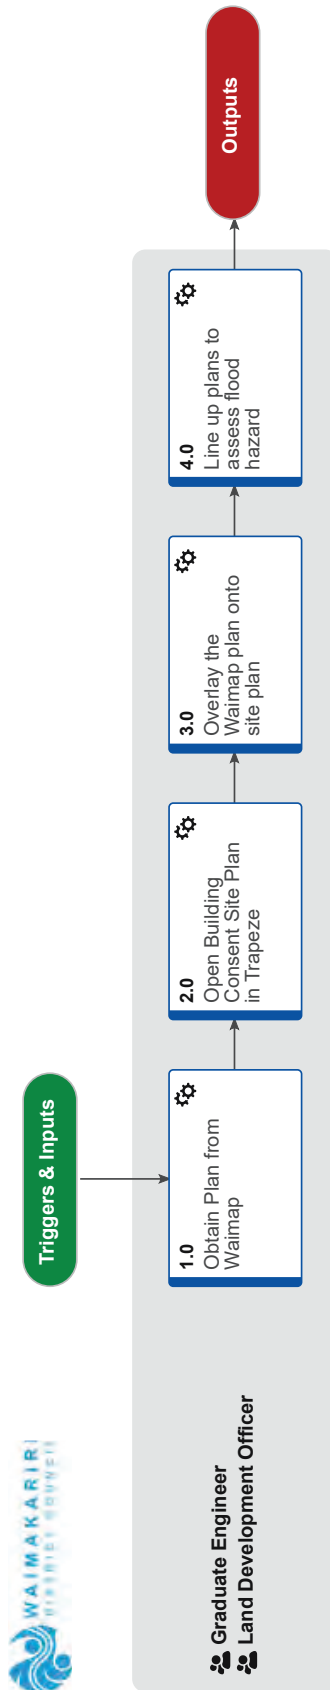 WAIMAKARIRI
DISTRICT COUNCIL
Triggers & Inputs
Graduate Engineer
Land Development Officer
1.0
Obtain Plan from
Waimap
2.0
Open Building
Consent Site Plan
in Trapeze
3.0
Overlay the
Waimap plan onto
site plan
4.0
Line up plans to
assess flood
hazard
Outputs